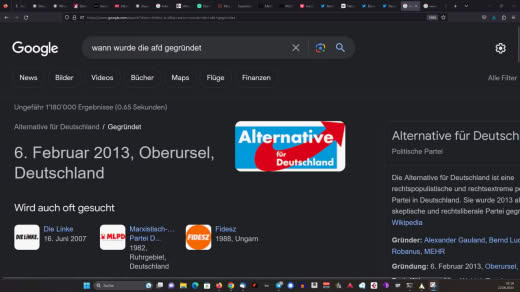 Google
wann wurde die afd gegründet
News Bilder Videos Bücher Maps Flüge Finanzen Alle Filter
Ungefähr 1'180'000 Ergebnisse (0.65 Sekunden)
Alternative für Deutschland / Gegründet
6. Februar 2013, Oberursel,
Deutschland
Alternative
für
Deutschland
Wird auch oft gesucht
DIE LINKE.
Die Linke
16. Juni 2007
MLPD
Marxistisch-...
Partei D...
1982,
Ruhrgebiet,
Deutschland
FIDESZ
Fidesz
1988, Ungarn
Alternative für Deutsch
Politische Partei
Die Alternative für Deutschland ist eine
rechtspopulistische und rechtsextreme p
Partei in Deutschland. Sie wurde 2013 a
skeptische und rechtsliberale Partei geg
Wikipedia
Gründer: Alexander Gauland, Bernd Luc
Robanus, MEHR
Gründung: 6. Februar 2013, Oberursel,
Suche